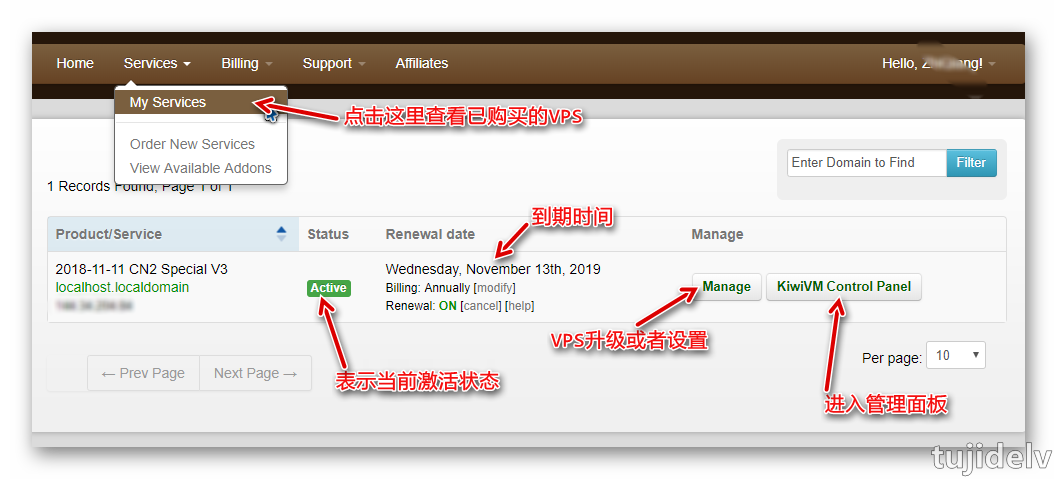 Home Services Billing Support Affiliates Hello,
My Services
点击这里查看已购买的VPS
Order New Services
View Available Addons
Enter Domain to Find Filter
1 Records Found, Page 1 of 1
到期时间
Product/Service Status Renewal date Manage
2018-11-11 CN2 Special V3 Wednesday, November 13th, 2019
localhost.localdomain Active Billing: Annually [modify] Manage KiwiVM Control Panel
Renewal: ON [cancel] [help]
VPS升级或者设置
Per page: 10
← Prev Page Next Page →
表示当前激活状态
进入管理面板
tujidelv